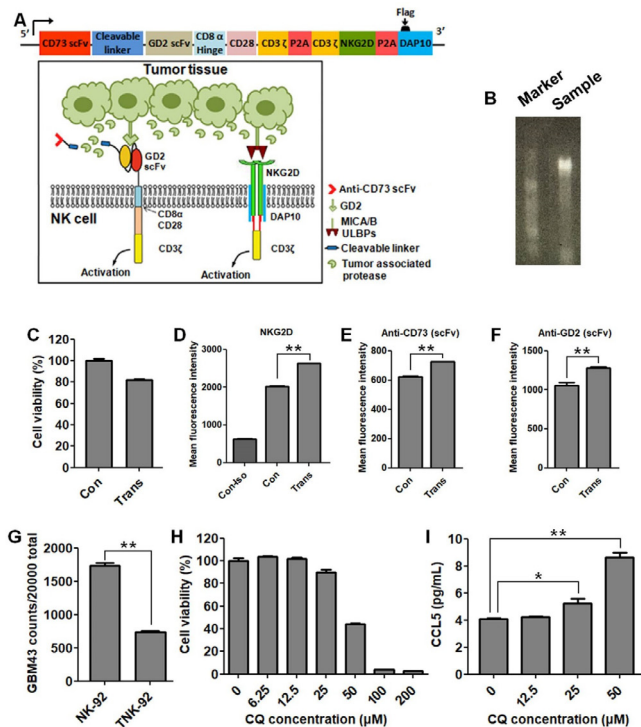 A
Flag
5′
3′
CD73 scFv
Cleavable linker
GD2 scFv
CD8 α Hinge
CD28
CD3 ζ
P2A
CD3 ζ
NKG2D
P2A
DAP10
Tumor tissue
GD2 scFv
NKG2D
NK cell
CD8α
CD28
CD3ζ
DAP10
CD3ζ
Activation
Activation
Anti-CD73 scFv
GD2
MICA/B
ULBPs
Cleavable linker
Tumor associated protease
B
Marker
Sample
C
Cell viability (%)
120
100
80
60
40
20
0
Con
Trans
D
NKG2D
Mean fluorescence intensity
3000
2000
1000
0
**
Con-Iso
Con
Trans
E
Anti-CD73 (scFv)
Mean fluorescence intensity
800
600
400
200
0
**
Con
Trans
F
Anti-GD2 (scFv)
Mean fluorescence intensity
1500
1000
500
0
**
Con
Trans
G
GBM43 counts/20000 total
2000
1500
1000
500
0
**
NK-92
TNK-92
H
Cell viability (%)
120
100
80
60
40
20
0
0
6.25
12.5
25
50
100
200
CQ concentration (µM)
I
CCL5 (pg/mL)
10
8
6
4
2
0
**
*
0
12.5
25
50
CQ concentration (µM)